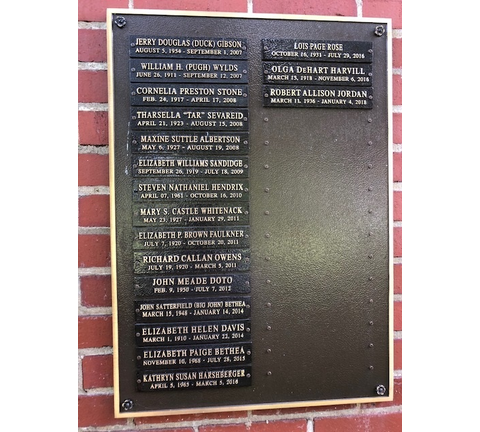 JERRY DOUGLAS (DUCK) GIBSON
AUGUST 5, 1954 - SEPTEMBER 1, 2007
WILLIAM H. (PUGH) WYLDS
JUNE 26, 1911 - SEPTEMBER 12, 2007
CORNELIA PRESTON STONE
FEB. 24, 1917 - APRIL 17, 2008
THARSELLA "TAR" SEVAREID
APRIL 21, 1923 - AUGUST 15, 2008
MAXINE SUTTLE ALBERTSON
MAY 6, 1927 - AUGUST 19, 2008
ELIZABETH WILLIAMS SANDIDGE
SEPTEMBER 26, 1919 - JULY 18, 2009
STEVEN NATHANIEL HENDRIX
APRIL 07, 1961 - OCTOBER 16, 2010
MARY S. CASTLE WHITENACK
MAY 23, 1927 - JANUARY 29, 2011
ELIZABETH P. BROWN FAULKNER
JULY 7, 1920 - OCTOBER 20, 2011
RICHARD CALLAN OWENS
JULY 19, 1920 - MARCH 5, 2011
JOHN MEADE DOTO
FEB. 9, 1950 - JULY 7, 2012
JOHN SATTERFIELD (BIG JOHN) BETHEA
MARCH 15, 1948 - JANUARY 14, 2014
ELIZABETH HELEN DAVIS
MARCH 1, 1910 - JANUARY 22, 2014
ELIZABETH PAIGE BETHEA
NOVEMBER 10, 1968 - JULY 28, 2015
KATHRYN SUSAN HARSHBERGER
APRIL 5, 1965 - MARCH 5, 2016
LOIS PAGE ROSE
OCTOBER 16, 1931 - JULY 29, 2016
OLGA DEHART HARVILL
MARCH 15, 1918 - NOVEMBER 6, 2016
ROBERT ALLISON JORDAN
MARCH 11, 1936 - JANUARY 4, 2018